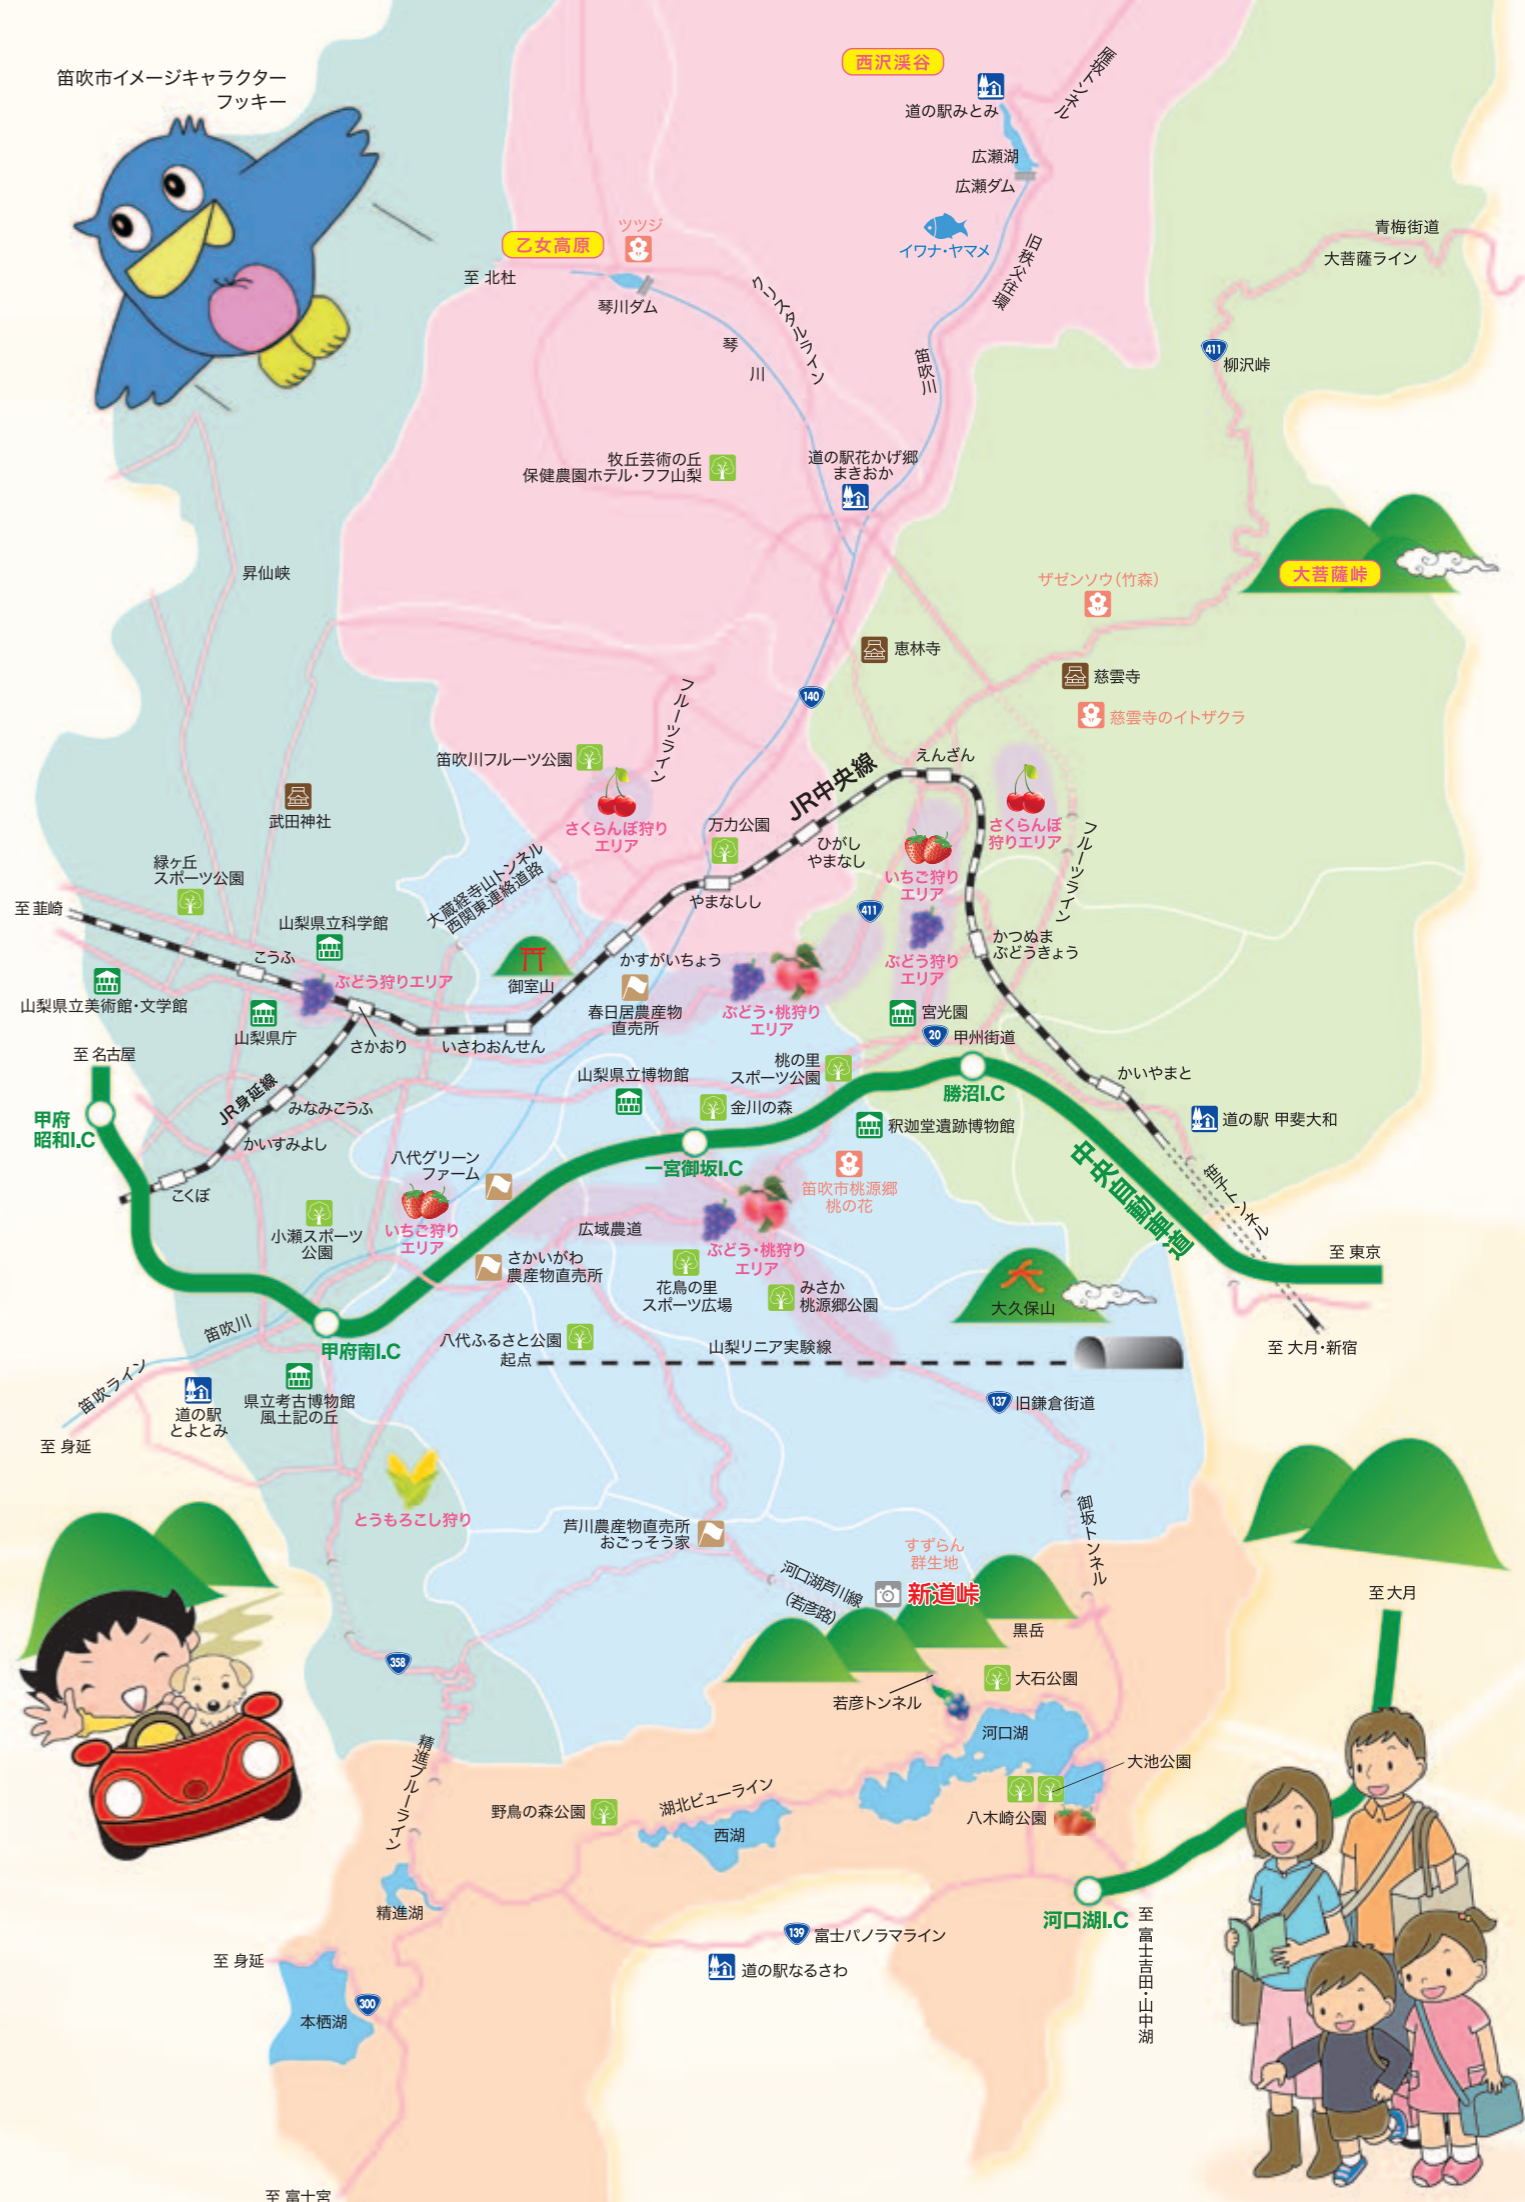 笛吹市イメージキャラクター
フッキー
西沢渓谷
道の駅みとみ
雁坂トンネル
広瀬湖
広瀬ダム
イワナ・ヤマメ
旧秩父往環
青梅街道
大菩薩ライン
ツツジ
乙女高原
至 北杜
琴川ダム
クリスタルライン
琴川
笛吹川
411
柳沢峠
牧丘芸術の丘
保健農園ホテル・フフ山梨
道の駅花かげ郷
まきおか
昇仙峡
大菩薩峠
ザゼンソウ(竹森)
恵林寺
慈雲寺
慈雲寺のイトザクラ
140
フルーツライン
笛吹川フルーツ公園
さくらんぼ狩り
エリア
JR中央線
えんざん
さくらんぼ
狩りエリア
フルーツライン
武田神社
万力公園
ひがし
やまなし
いちご狩り
エリア
緑ヶ丘
スポーツ公園
大蔵経寺山トンネル
西関東連絡道路
やまなしし
411
至 韮崎
山梨県立科学館
こうふ
かすがいちょう
ぶどう狩り
エリア
かつぬま
ぶどうきょう
山梨県立美術館・文学館
ぶどう狩りエリア
御室山
春日居農産物
直売所
ぶどう・桃狩り
エリア
宮光園
山梨県庁
さかおり
いさわおんせん
20
甲州街道
至 名古屋
桃の里
スポーツ公園
山梨県立博物館
勝沼I.C
かいやまと
甲府
昭和I.C
JR身延線
みなみこうふ
金川の森
釈迦堂遺跡博物館
道の駅 甲斐大和
かいすみよし
八代グリーン
ファーム
一宮御坂I.C
中央自動車道
笹子トンネル
こくぼ
笛吹市桃源郷
桃の花
小瀬スポーツ
公園
いちご狩り
エリア
広域農道
さかいがわ
農産物直売所
ぶどう・桃狩り
エリア
至 東京
花鳥の里
スポーツ広場
みさか
桃源郷公園
大
大久保山
笛吹川
甲府南I.C
八代ふるさと公園
起点
山梨リニア実験線
至 大月・新宿
笛吹ライン
道の駅
とよとみ
県立考古博物館
風土記の丘
137
旧鎌倉街道
至 身延
とうもろこし狩り
芦川農産物直売所
おごっそう家
御坂トンネル
すずらん
群生地
河口湖芦川線
(若彦路)
新道峠
至 大月
黒岳
358
大石公園
若彦トンネル
精進ブルーライン
河口湖
大池公園
湖北ビューライン
野鳥の森公園
西湖
八木崎公園
精進湖
河口湖I.C
至 富士吉田・山中湖
139
富士パノラマライン
至 身延
道の駅なるさわ
300
本栖湖
至 富士宮